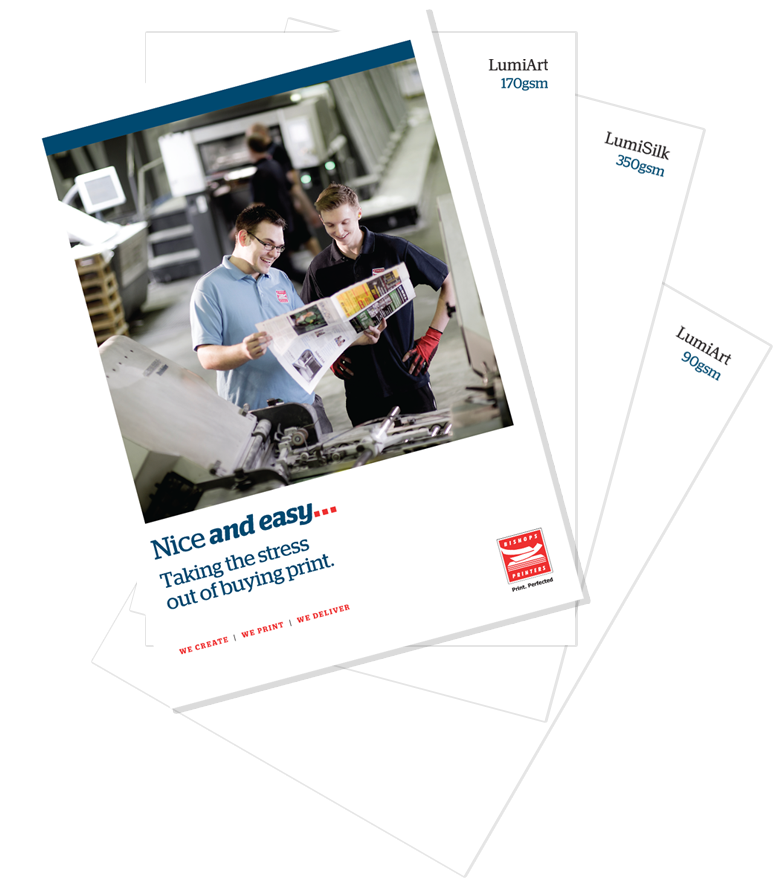 LumiArt
170gsm
LumiSilk
350gsm
LumiArt
90gsm
Nice and easy...
Taking the stress
out of buying print.
BISHOPS
PRINTERS
Print. Perfected
WE CREATE | WE PRINT | WE DELIVER